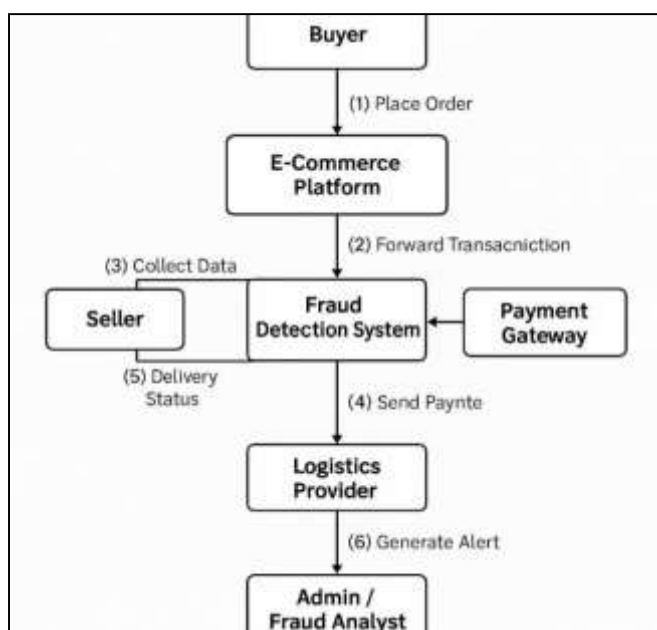 Buyer
(1) Place Order
E-Commerce
Platform
(2) Forward Transacniction
(3) Collect Data
Seller
Fraud
Detection System
Payment
Gateway
(5) Delivery
Status
(4) Send Paynte
Logistics
Provider
(6) Generate Alert
Admin /
Fraud Analyst